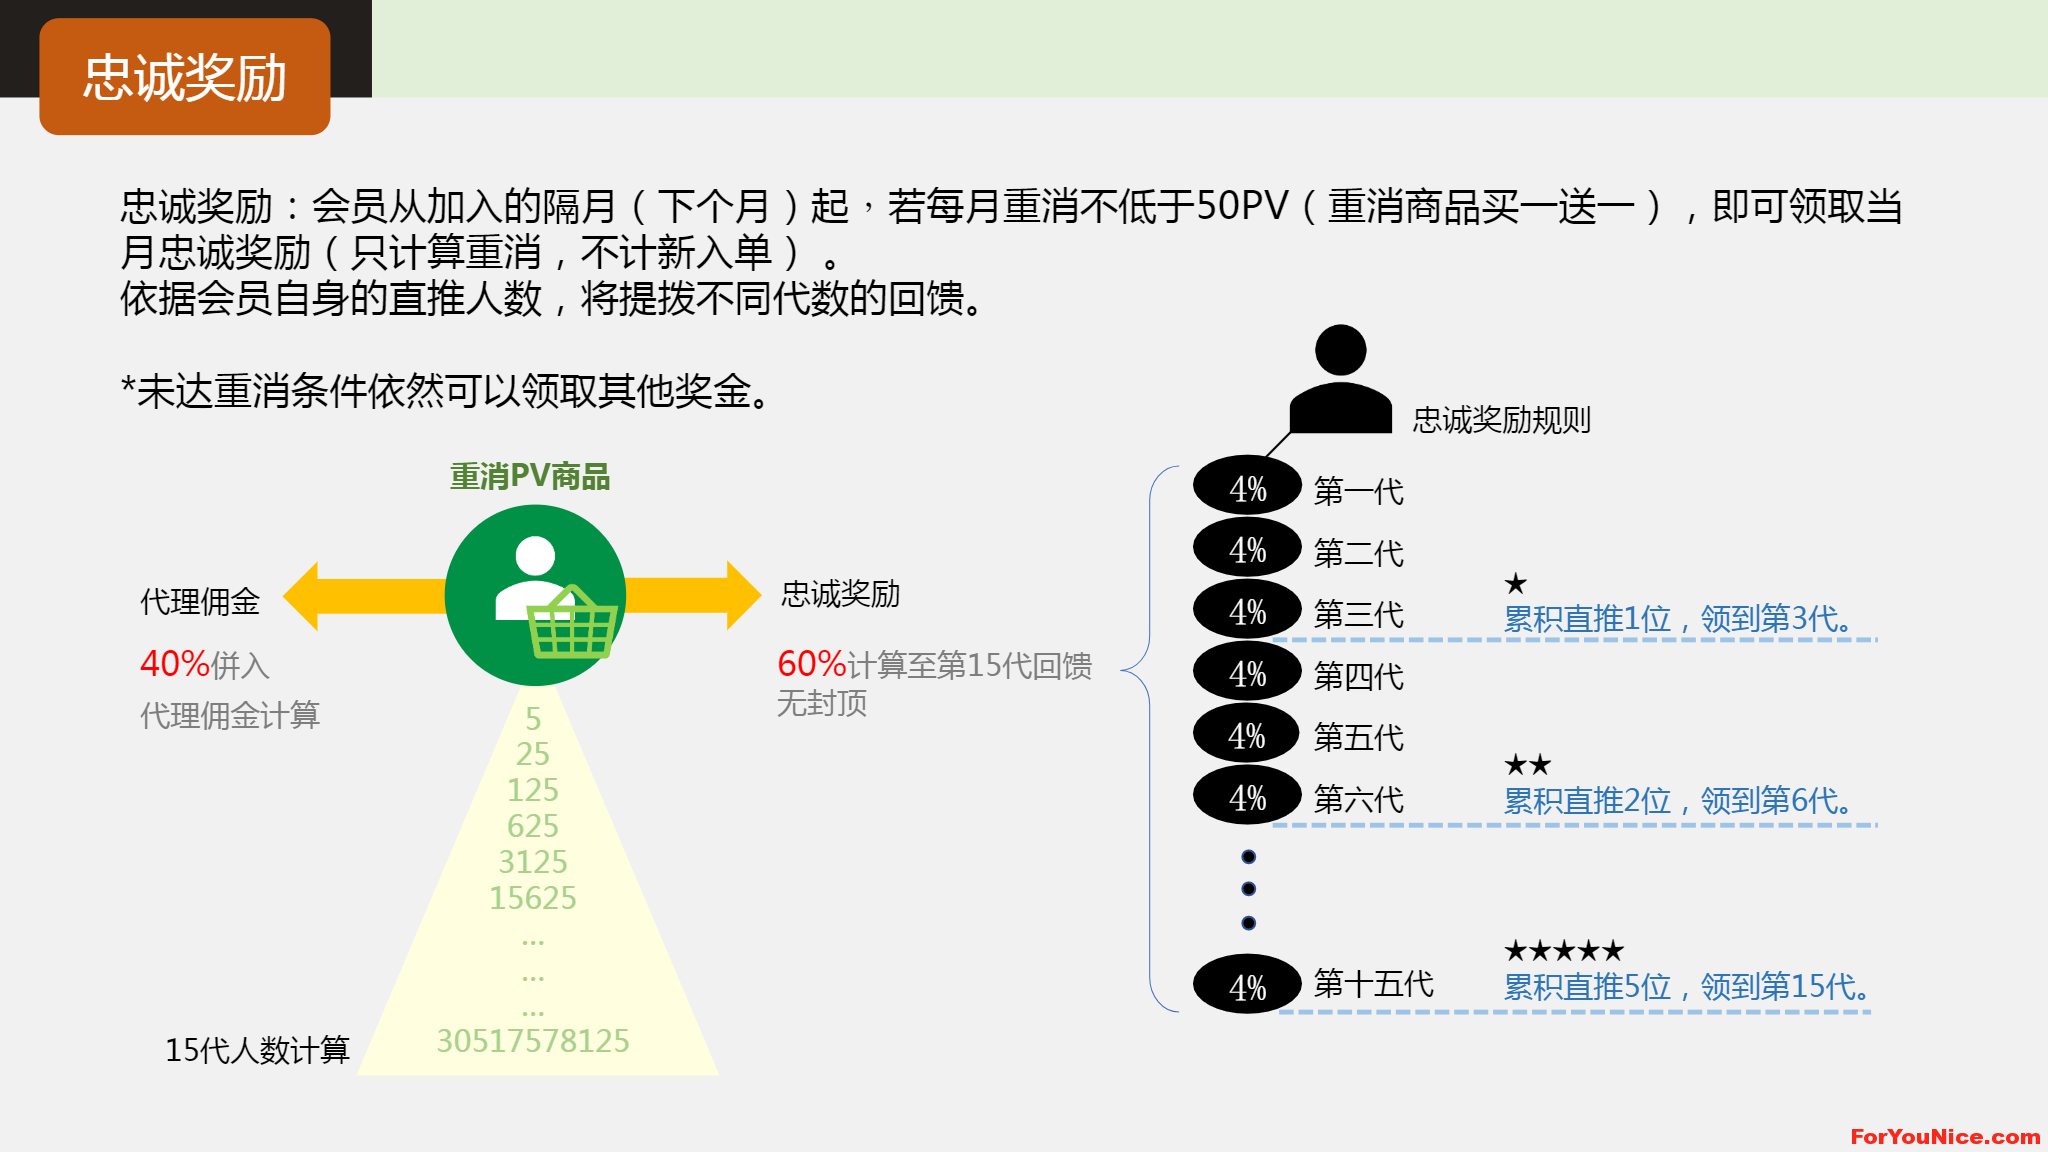 忠诚奖励
忠诚奖励：会员从加入的隔月（下个月）起，若每月重消不低于50PV（重消商品买一送一），即可领取当
月忠诚奖励（只计算重消，不计新入单）。
依据会员自身的直推人数，将提拨不同代数的回馈。
*未达重消条件依然可以领取其他奖金。
重消PV商品
代理佣金
40%併入
代理佣金计算
忠诚奖励
60%计算至第15代回馈
无封顶
5
25
125
625
3125
15625
...
...
...
30517578125
15代人数计算
忠诚奖励规则
4% 第一代
4% 第二代
4% 第三代
★
累积直推1位，领到第3代。
4% 第四代
4% 第五代
4% 第六代
★★
累积直推2位，领到第6代。
4% 第十五代
★★★★★
累积直推5位，领到第15代。
ForYouNice.com